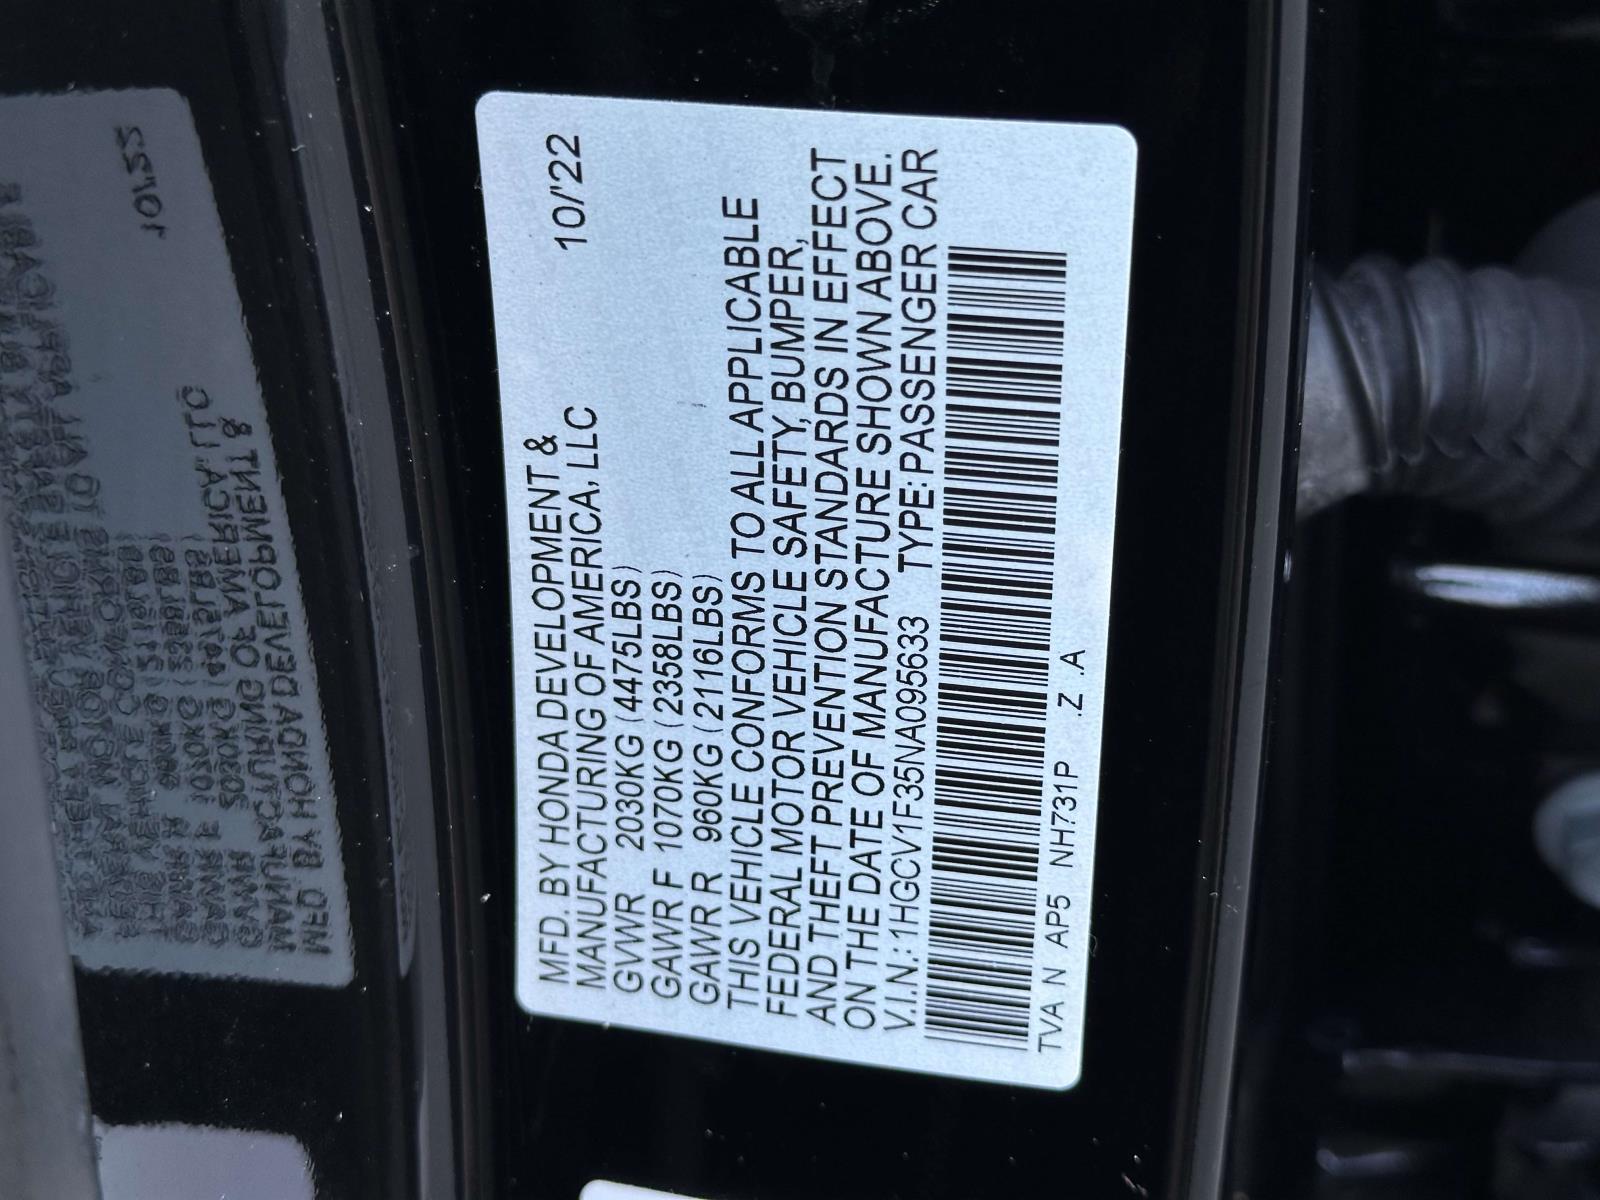 MFD. BY HONDA DEVELOPMENT & 10/'22
MANUFACTURING OF AMERICA, LLC
GVWR 2030KG (4475LBS)
GAWR F 1070KG (2358LBS)
GAWR R 960KG (2116LBS)
THIS VEHICLE CONFORMS TO ALL APPLICABLE
FEDERAL MOTOR VEHICLE SAFETY, BUMPER,
AND THEFT PREVENTION STANDARDS IN EFFECT
ON THE DATE OF MANUFACTURE SHOWN ABOVE.
V.I.N.:1HGCV1F35NA095633 TYPE:PASSENGER CAR
TVA N AP5 NH731P .Z .A